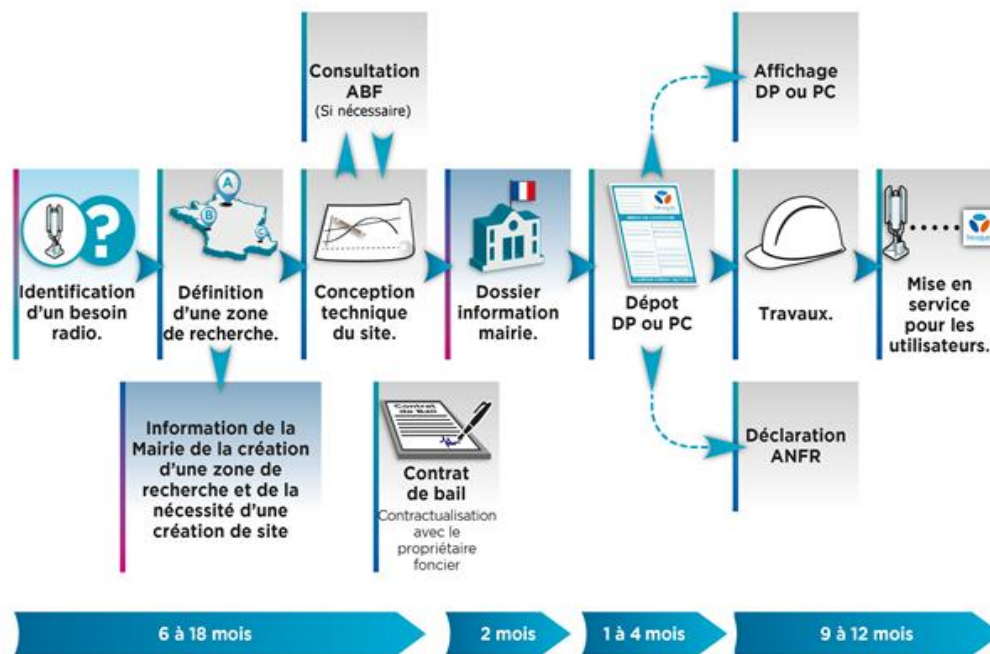 Consultation
ABF
(Si nécessaire)
Affichage
DP ou PC
A
B
C
?
Identification
d'un besoin
radio.
Définition
d'une zone
de recherche.
Conception
technique
du site.
Dossier
information
mairie.
Dépot
DP ou PC
Travaux.
Mise en
service
pour les
utilisateurs.
Information de la
Mairie de la création
d'une zone de
recherche et de la
nécessité d'une
création de site
Contrat
de Bail
Contrat
de bail
Contractualisation
avec le
propriétaire
foncier
Déclaration
ANFR
6 à 18 mois
2 mois
1 à 4 mois
9 à 12 mois